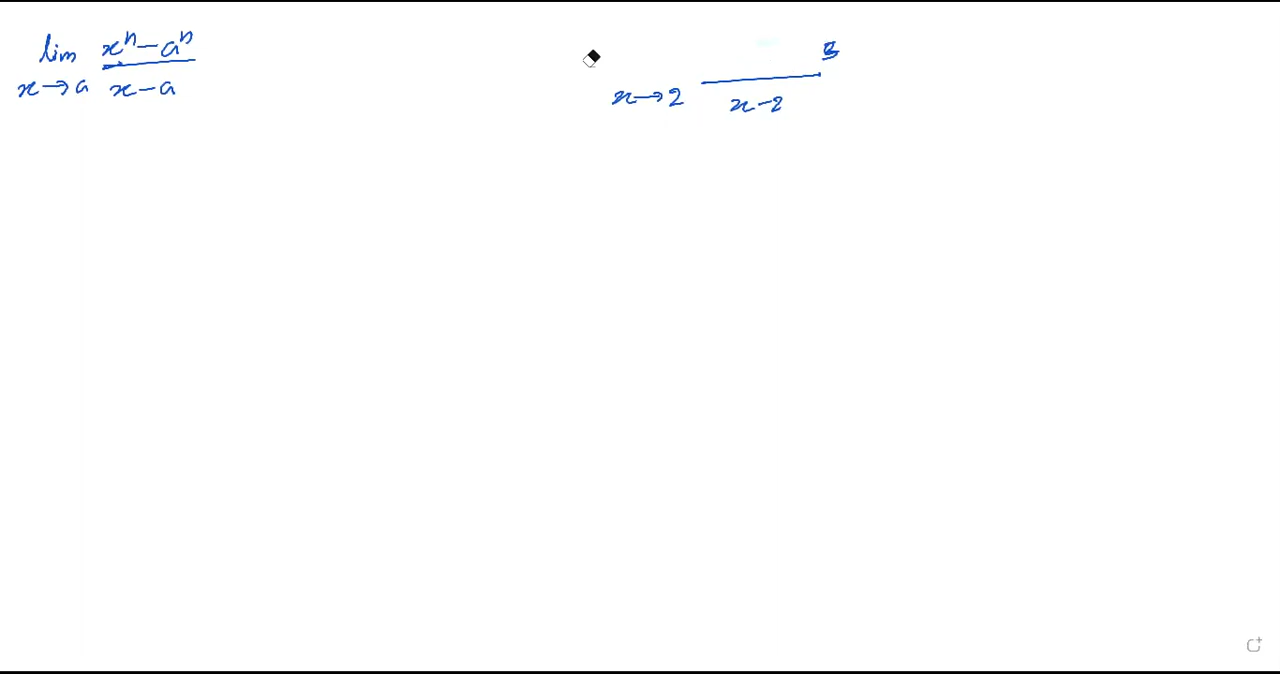 lim xⁿ - aⁿ
x→a x - a
3
x→2 x - 2